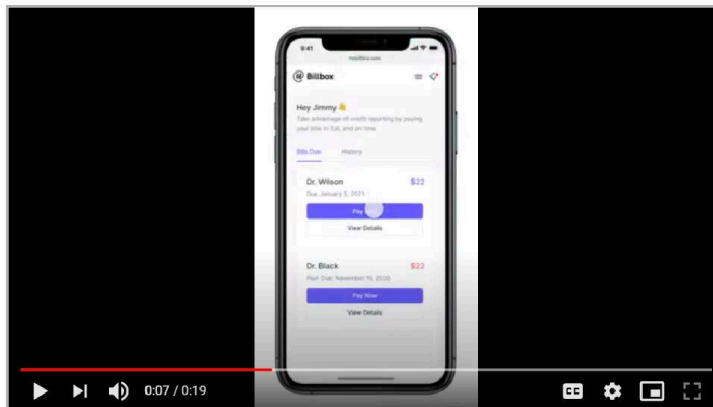 9:41
Billbox
Hey Jimmy 👋
Take advantage of credit reporting by paying
your bills in full, and on time.
Bills Due History
Dr. Wilson $22
Due January 5, 2021
Pay
View Details
Dr. Black $22
Past Due November 16, 2020
Pay Now
View Details
0:07 / 0:19
CC